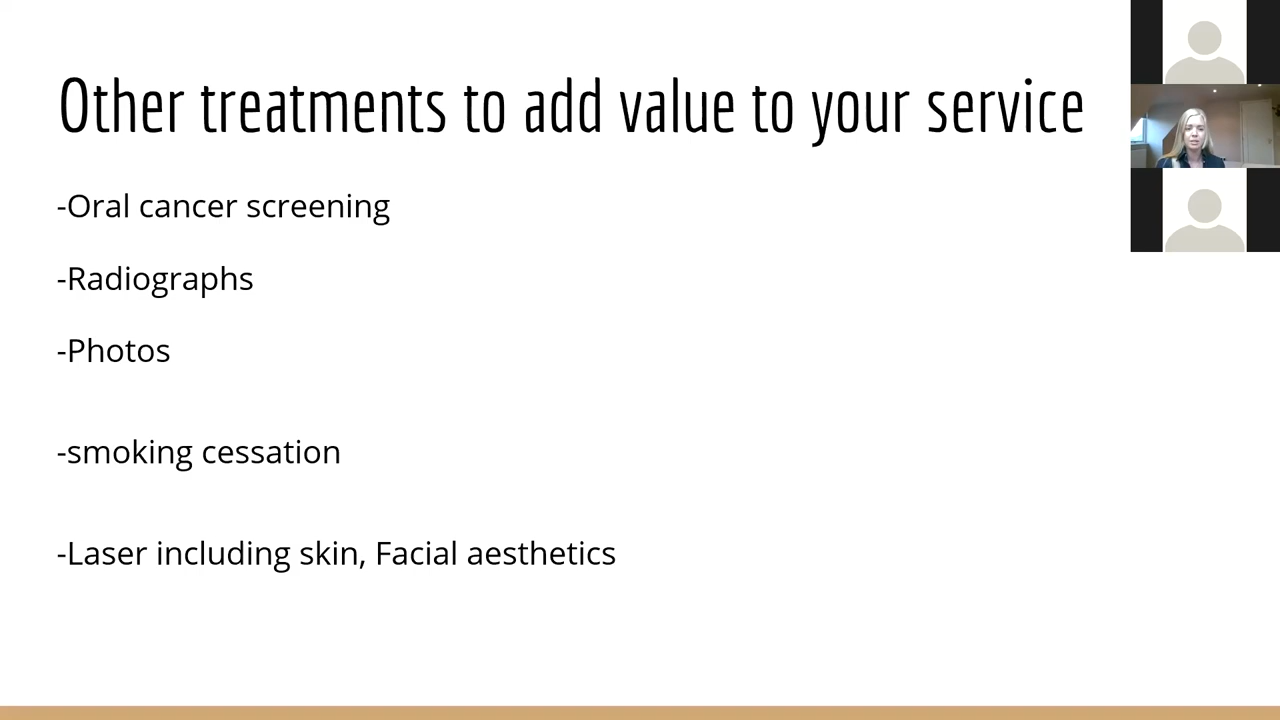 Other treatments to add value to your service
-Oral cancer screening
-Radiographs
-Photos
-smoking cessation
-Laser including skin, Facial aesthetics